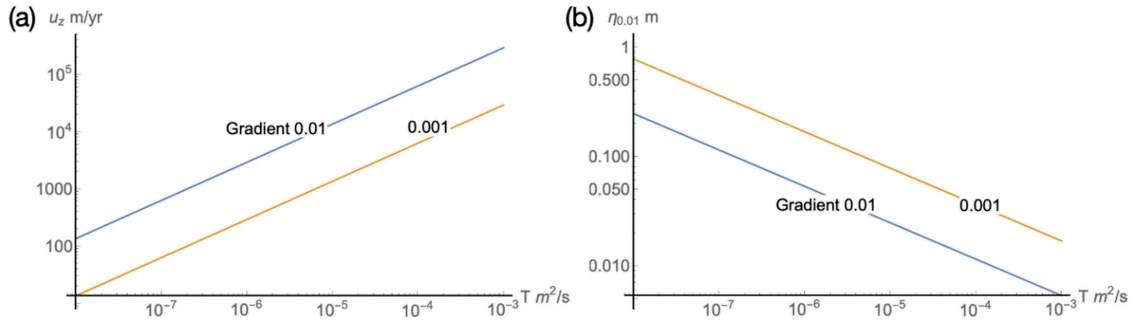 (a)
u_z m/yr
10^5
10^4
1000
100
Gradient 0.01
0.001
10^-7
10^-6
10^-5
10^-4
10^-3
T m^2/s
(b)
η_0.01 m
1
0.500
0.100
0.050
0.010
Gradient 0.01
0.001
10^-7
10^-6
10^-5
10^-4
10^-3
T m^2/s